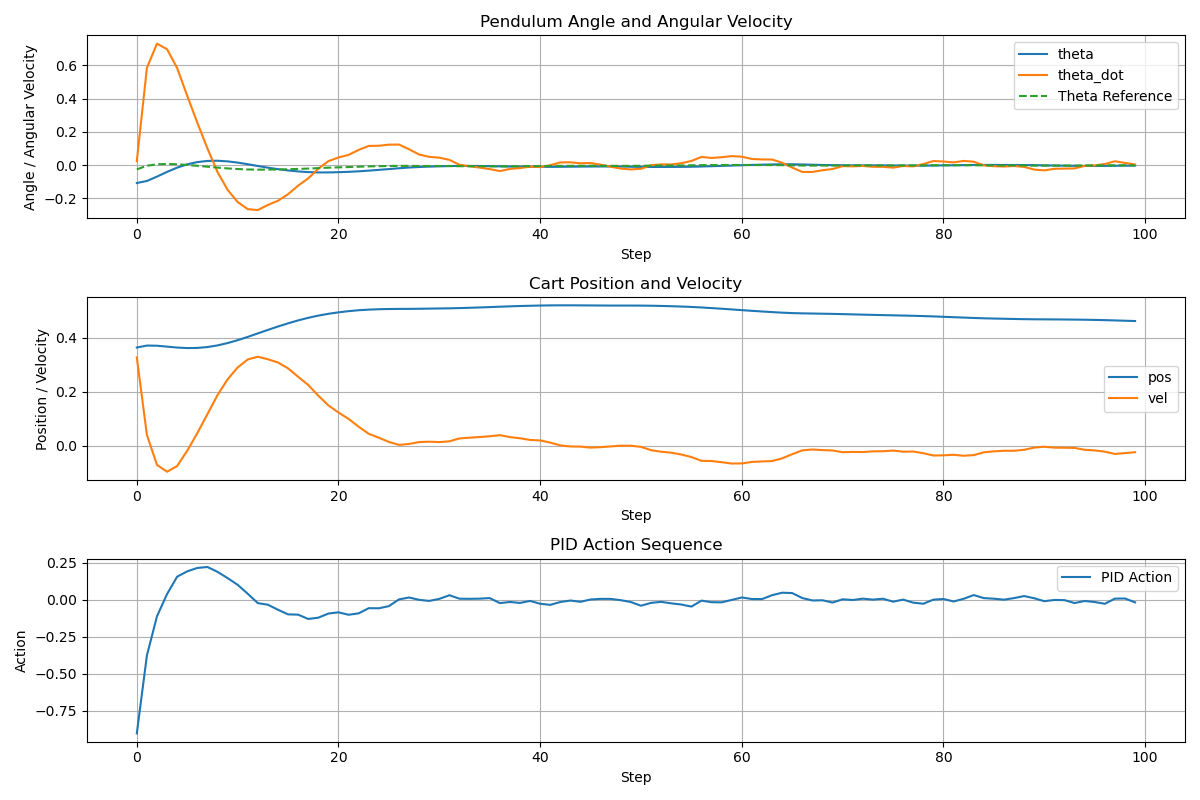 Pendulum Angle and Angular Velocity
Angle / Angular Velocity
0.6
0.4
0.2
0.0
−0.2
theta
theta_dot
Theta Reference
0 20 40 60 80 100
Step
Cart Position and Velocity
Position / Velocity
0.4
0.2
0.0
pos
vel
0 20 40 60 80 100
Step
PID Action Sequence
Action
0.25
0.00
−0.25
−0.50
−0.75
PID Action
0 20 40 60 80 100
Step